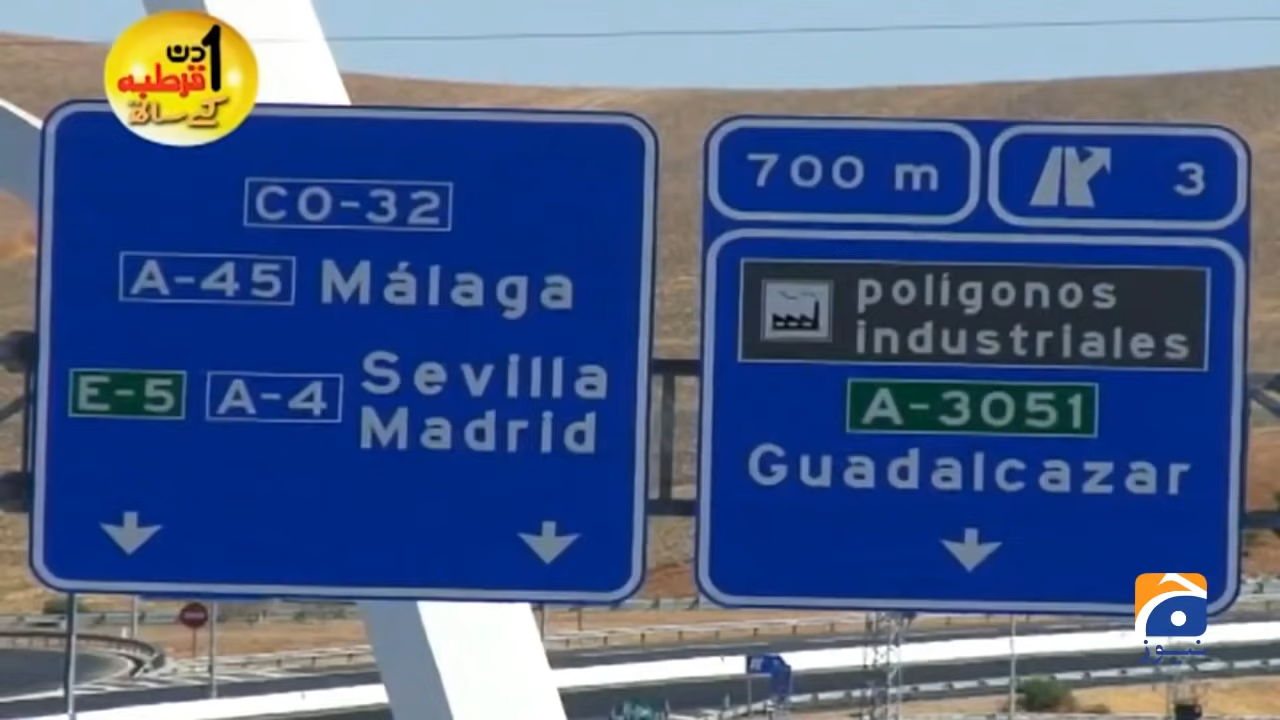 1 دن
قرطبہ
کے ساتھ
CO-32
A-45 Málaga
E-5 A-4 Sevilla
Madrid
700 m
3
polígonos
industriales
A-3051
Guadalcazar
نیوز